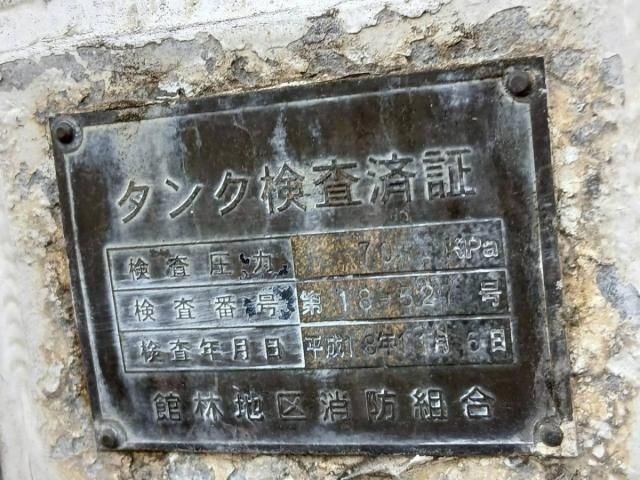 タンク検査済証
検査圧力 70 KPa
検査番号 第18-527号
検査年月日 平成18年11月6日
館林地区消防組合